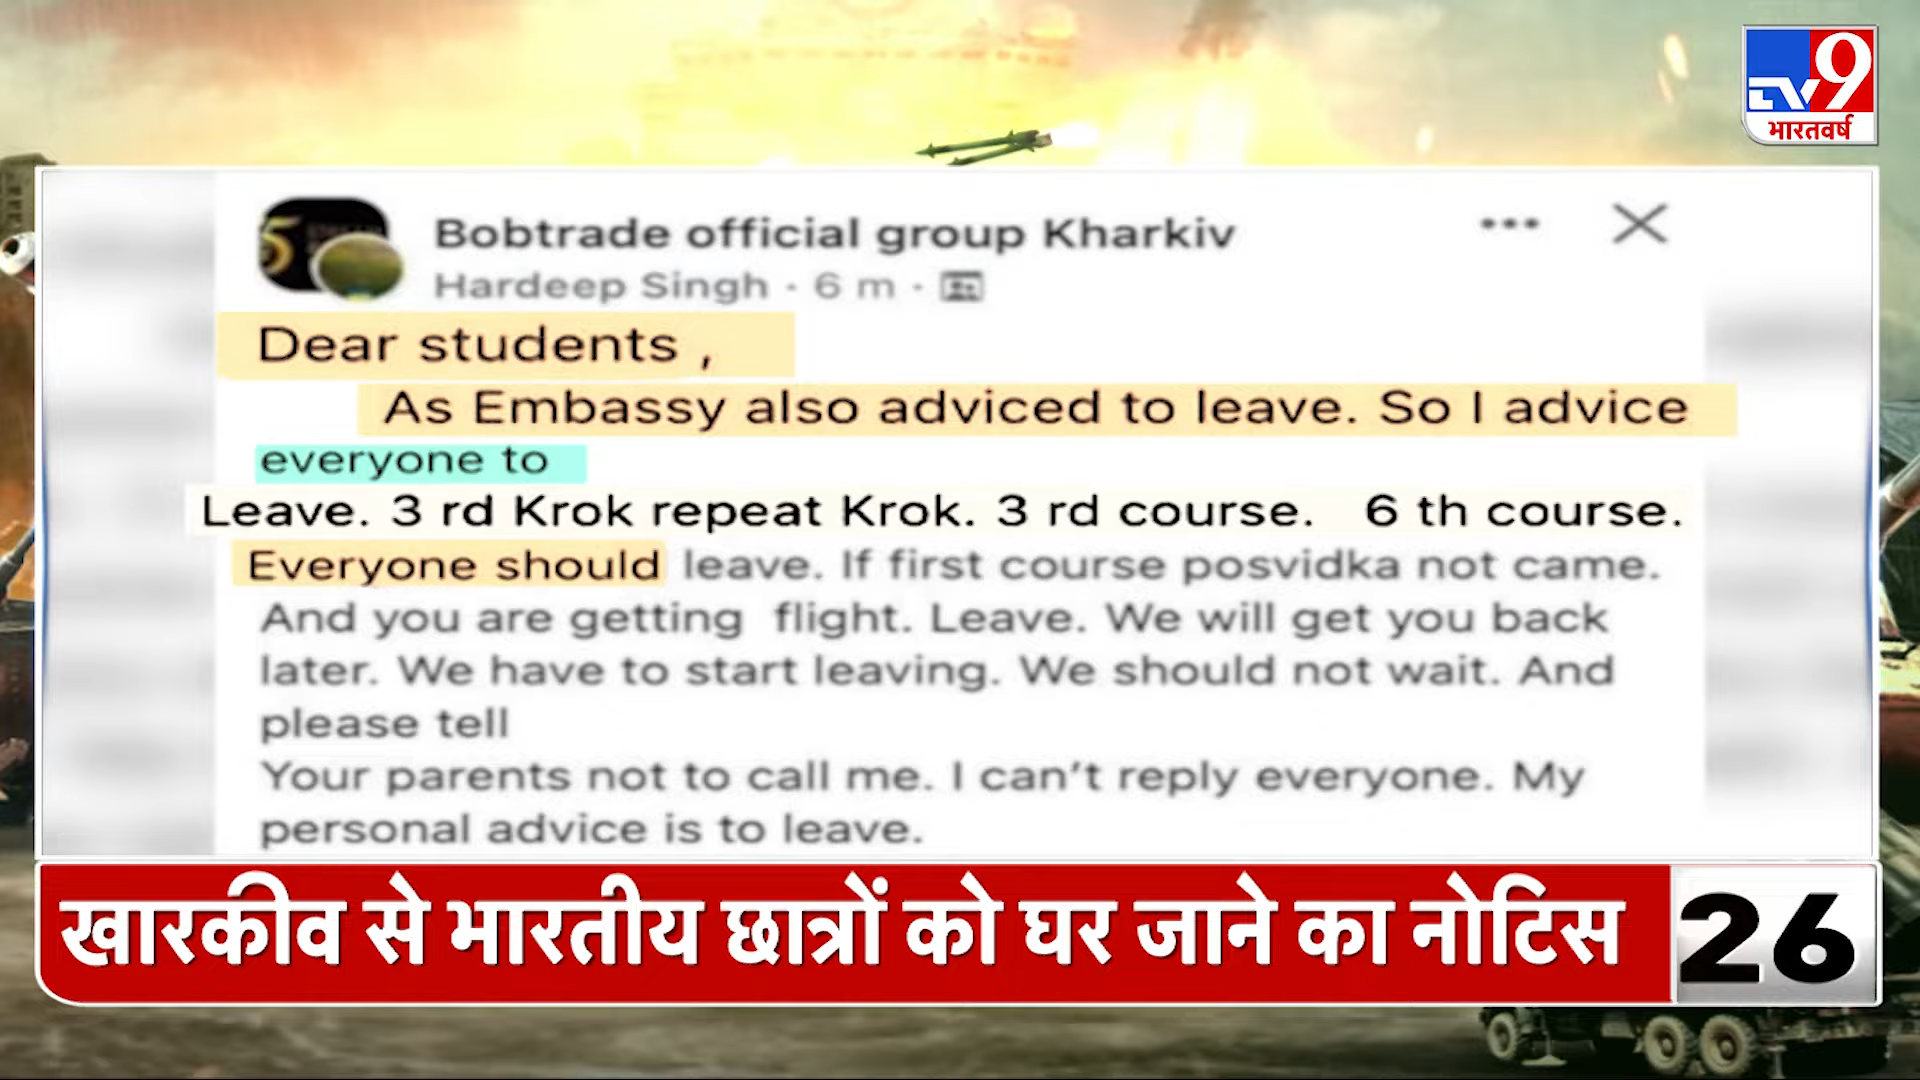 TV9
भारतवर्ष
Bobtrade official group Kharkiv
Hardeep Singh · 6 m ·
Dear students ,
As Embassy also adviced to leave. So I advice
everyone to
Leave. 3 rd Krok repeat Krok. 3 rd course. 6 th course.
Everyone should leave. If first course posvidka not came.
And you are getting flight. Leave. We will get you back
later. We have to start leaving. We should not wait. And
please tell
Your parents not to call me. I can't reply everyone. My
personal advice is to leave.
खारकीव से भारतीय छात्रों को घर जाने का नोटिस
26